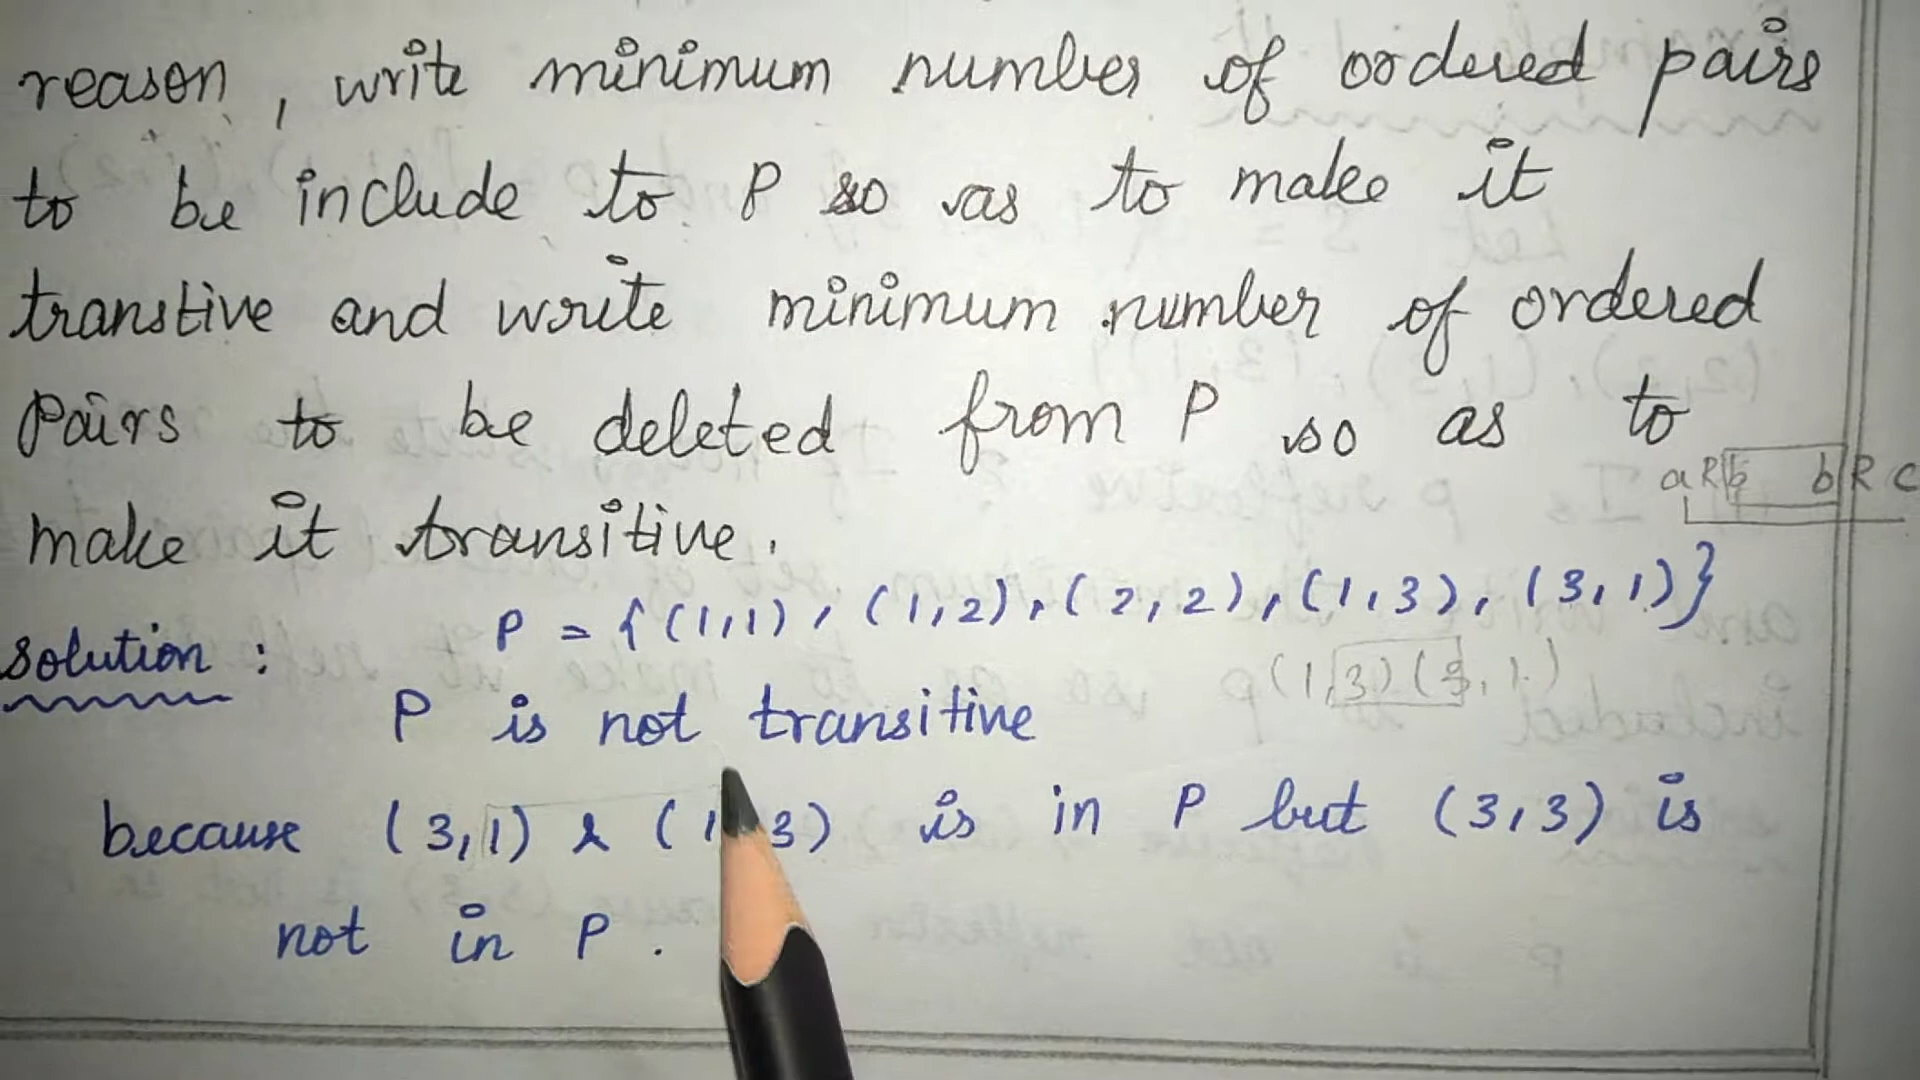 reason, write minimum number of ordered pairs
to be include to P so as to make it
transtive and write minimum number of ordered
Pairs to be deleted from P so as to
make it transitive.
aRb bRc
Solution: P = {(1,1), (1,2), (2,2), (1,3), (3,1)}
(1,3)(3,1)
P is not transitive
because (3,1) & (1 3) is in P but (3,3) is
not in P.